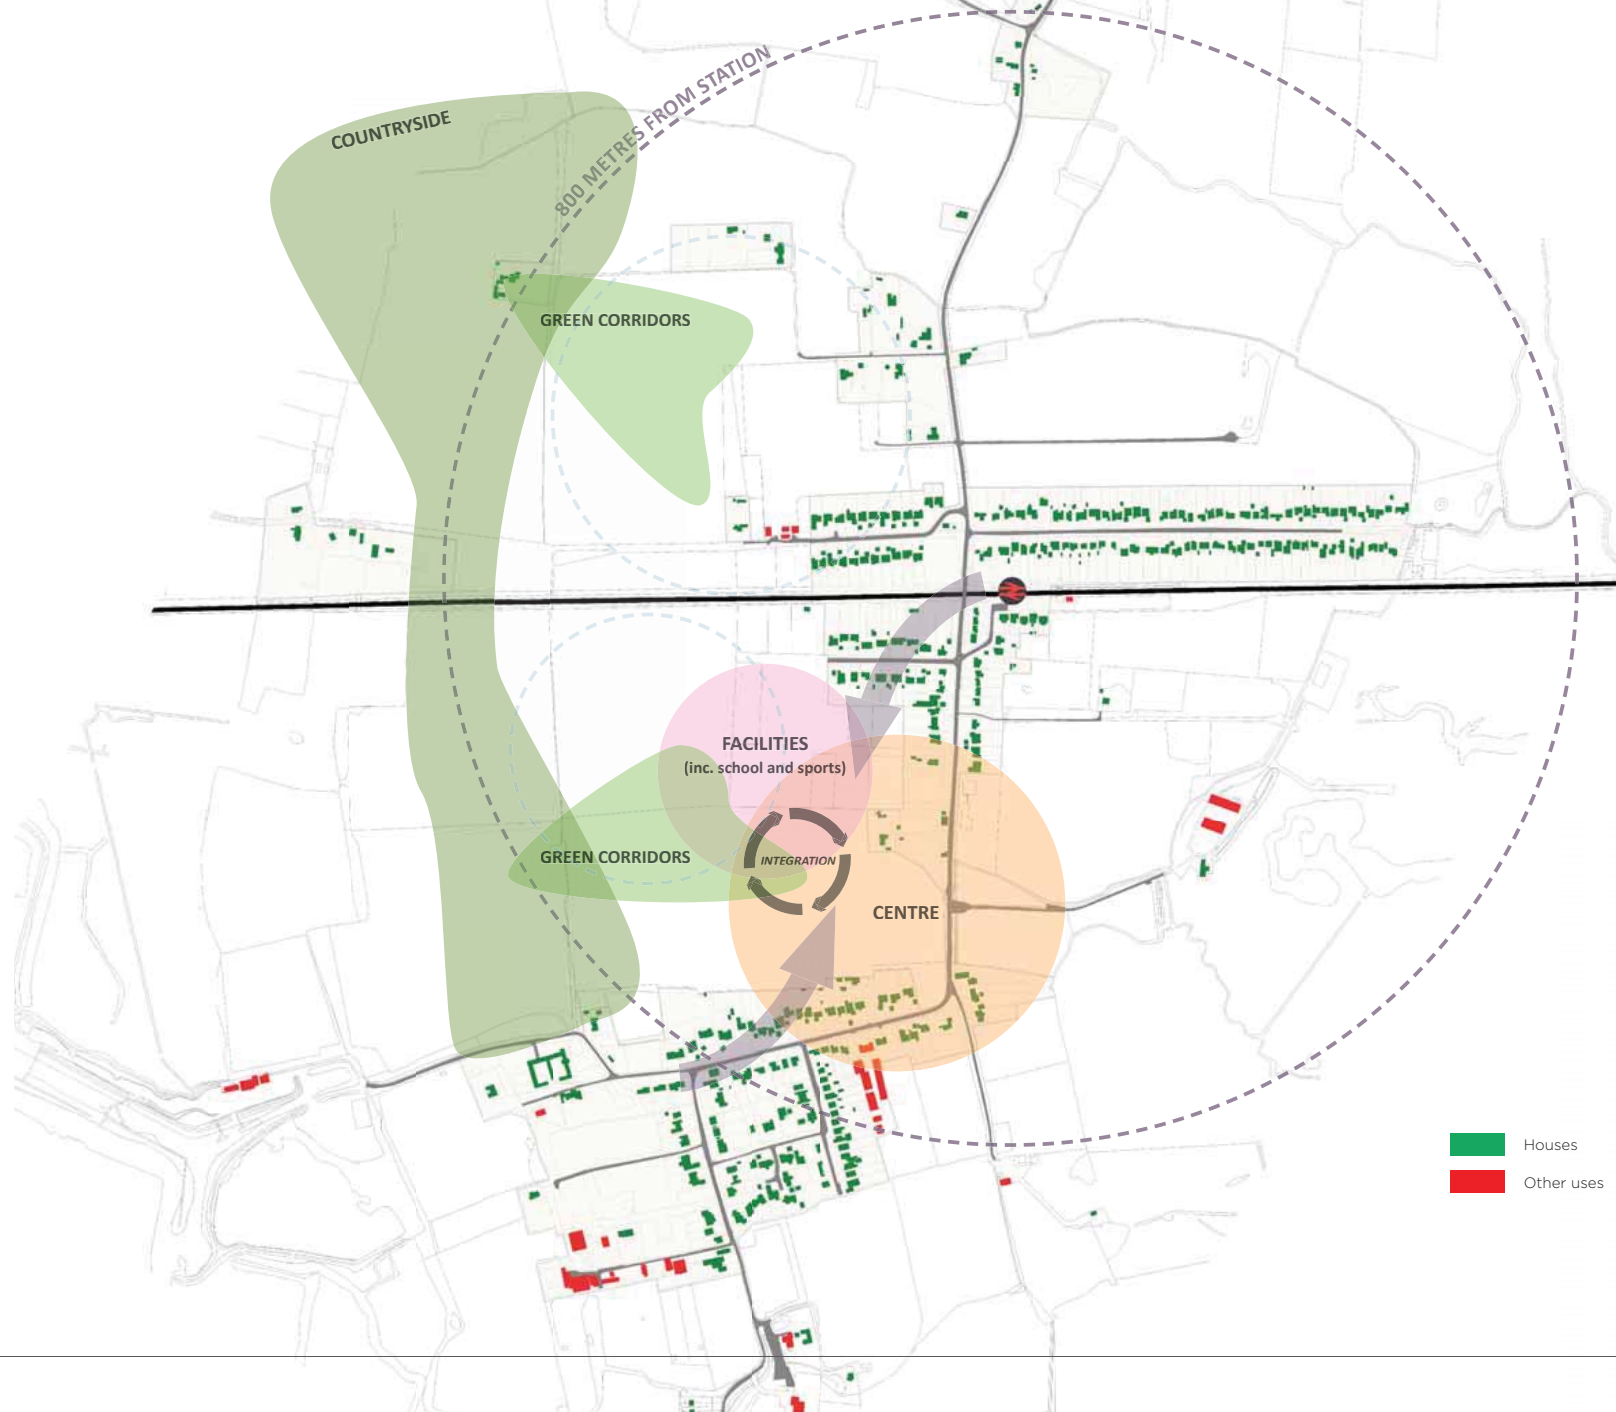 800 METRES FROM STATION
COUNTRYSIDE
GREEN CORRIDORS
FACILITIES
(inc. school and sports)
GREEN CORRIDORS
INTEGRATION
CENTRE
Houses
Other uses